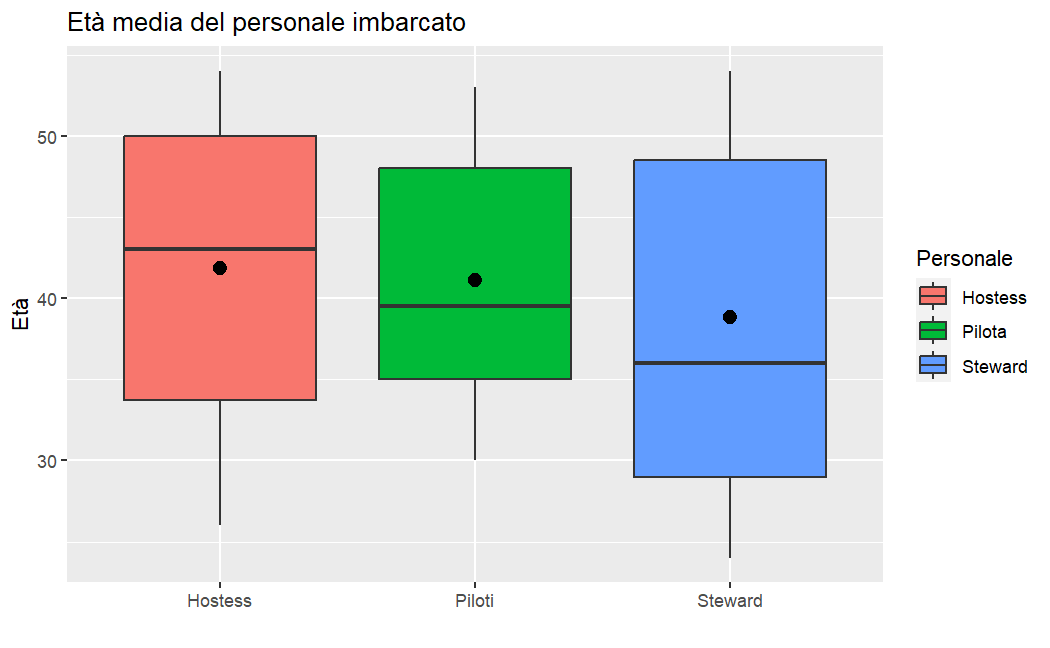 Età media del personale imbarcato
Età
50
40
30
Hostess
Piloti
Steward
Personale
Hostess
Pilota
Steward